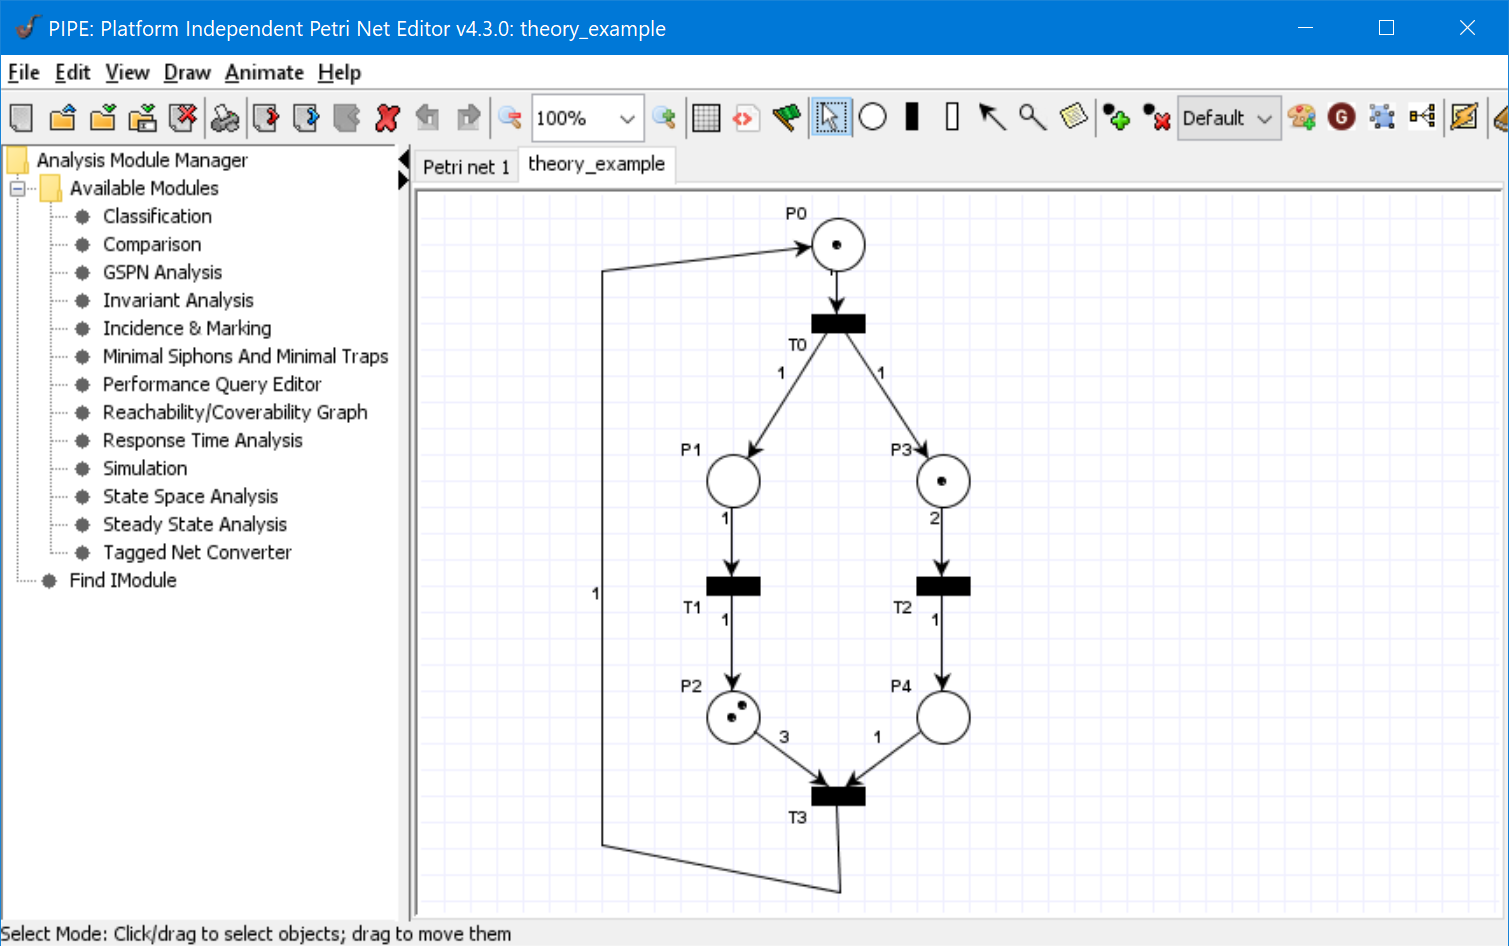 PIPE: Platform Independent Petri Net Editor v4.3.0: theory_example
File Edit View Draw Animate Help
100%
G
Default
Analysis Module Manager
Available Modules
Classification
Comparison
GSPN Analysis
Invariant Analysis
Incidence & Marking
Minimal Siphons And Minimal Traps
Performance Query Editor
Reachability/Coverability Graph
Response Time Analysis
Simulation
State Space Analysis
Steady State Analysis
Tagged Net Converter
Find IModule
Petri net 1 theory_example
P0
T0
1 1
P1 P3
1 2
1
T1 T2
1 1
P2 P4
3 1
T3
Select Mode: Click/drag to select objects; drag to move them